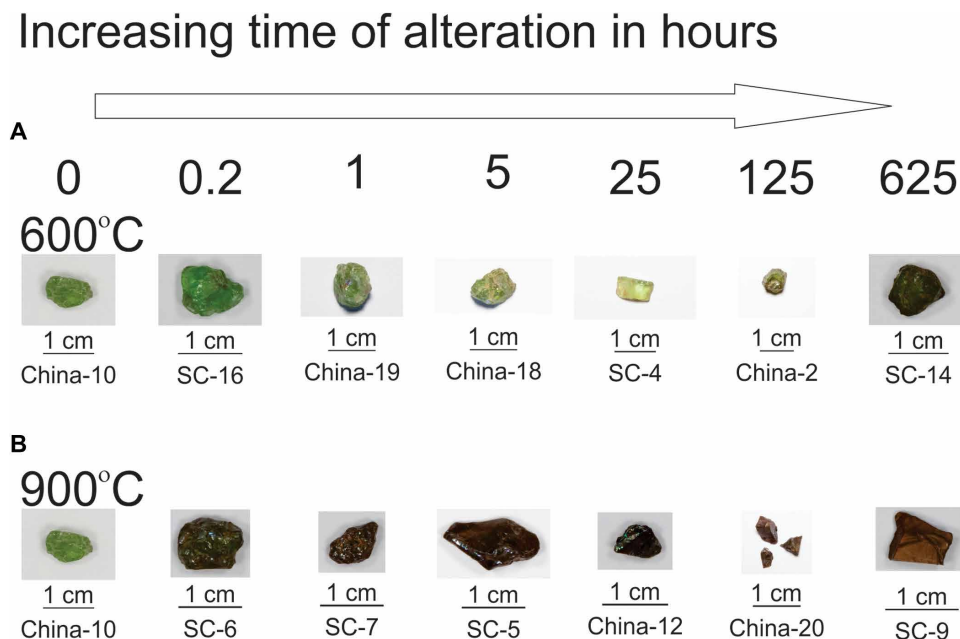 Increasing time of alteration in hours
A
0 0.2 1 5 25 125 625
600°C
1 cm 1 cm 1 cm 1 cm 1 cm 1 cm 1 cm
China-10 SC-16 China-19 China-18 SC-4 China-2 SC-14
B
900°C
1 cm 1 cm 1 cm 1 cm 1 cm 1 cm 1 cm
China-10 SC-6 SC-7 SC-5 China-12 China-20 SC-9